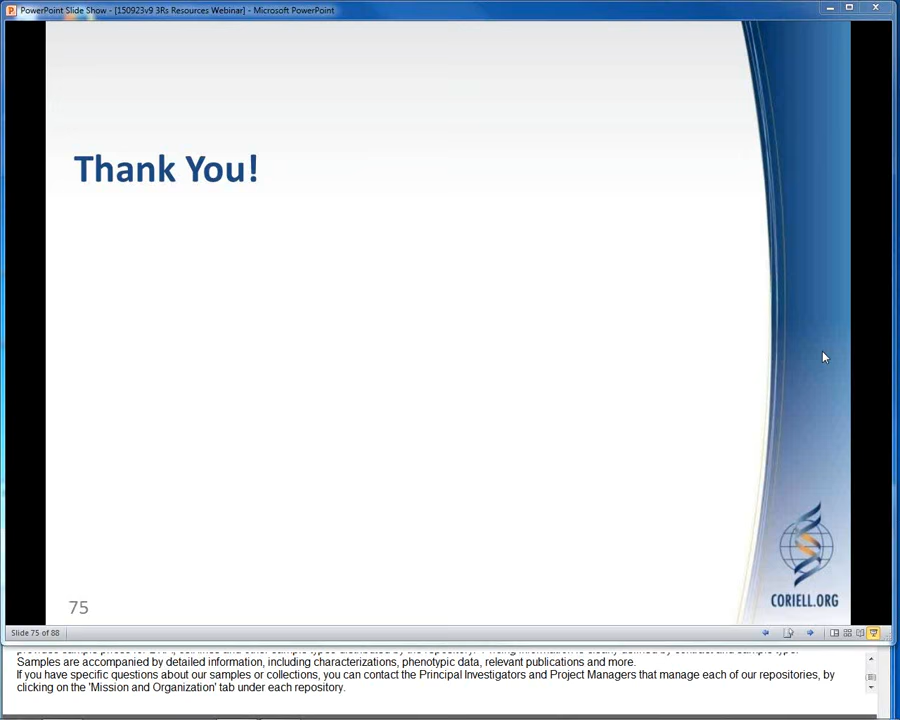 PowerPoint Slide Show - [150923v9 3Rs Resources Webinar] - Microsoft PowerPoint
Thank You!
CORIELL.ORG
75
Slide 75 of 88
Samples are accompanied by detailed information, including characterizations, phenotypic data, relevant publications and more.
If you have specific questions about our samples or collections, you can contact the Principal Investigators and Project Managers that manage each of our repositories, by
clicking on the 'Mission and Organization' tab under each repository.